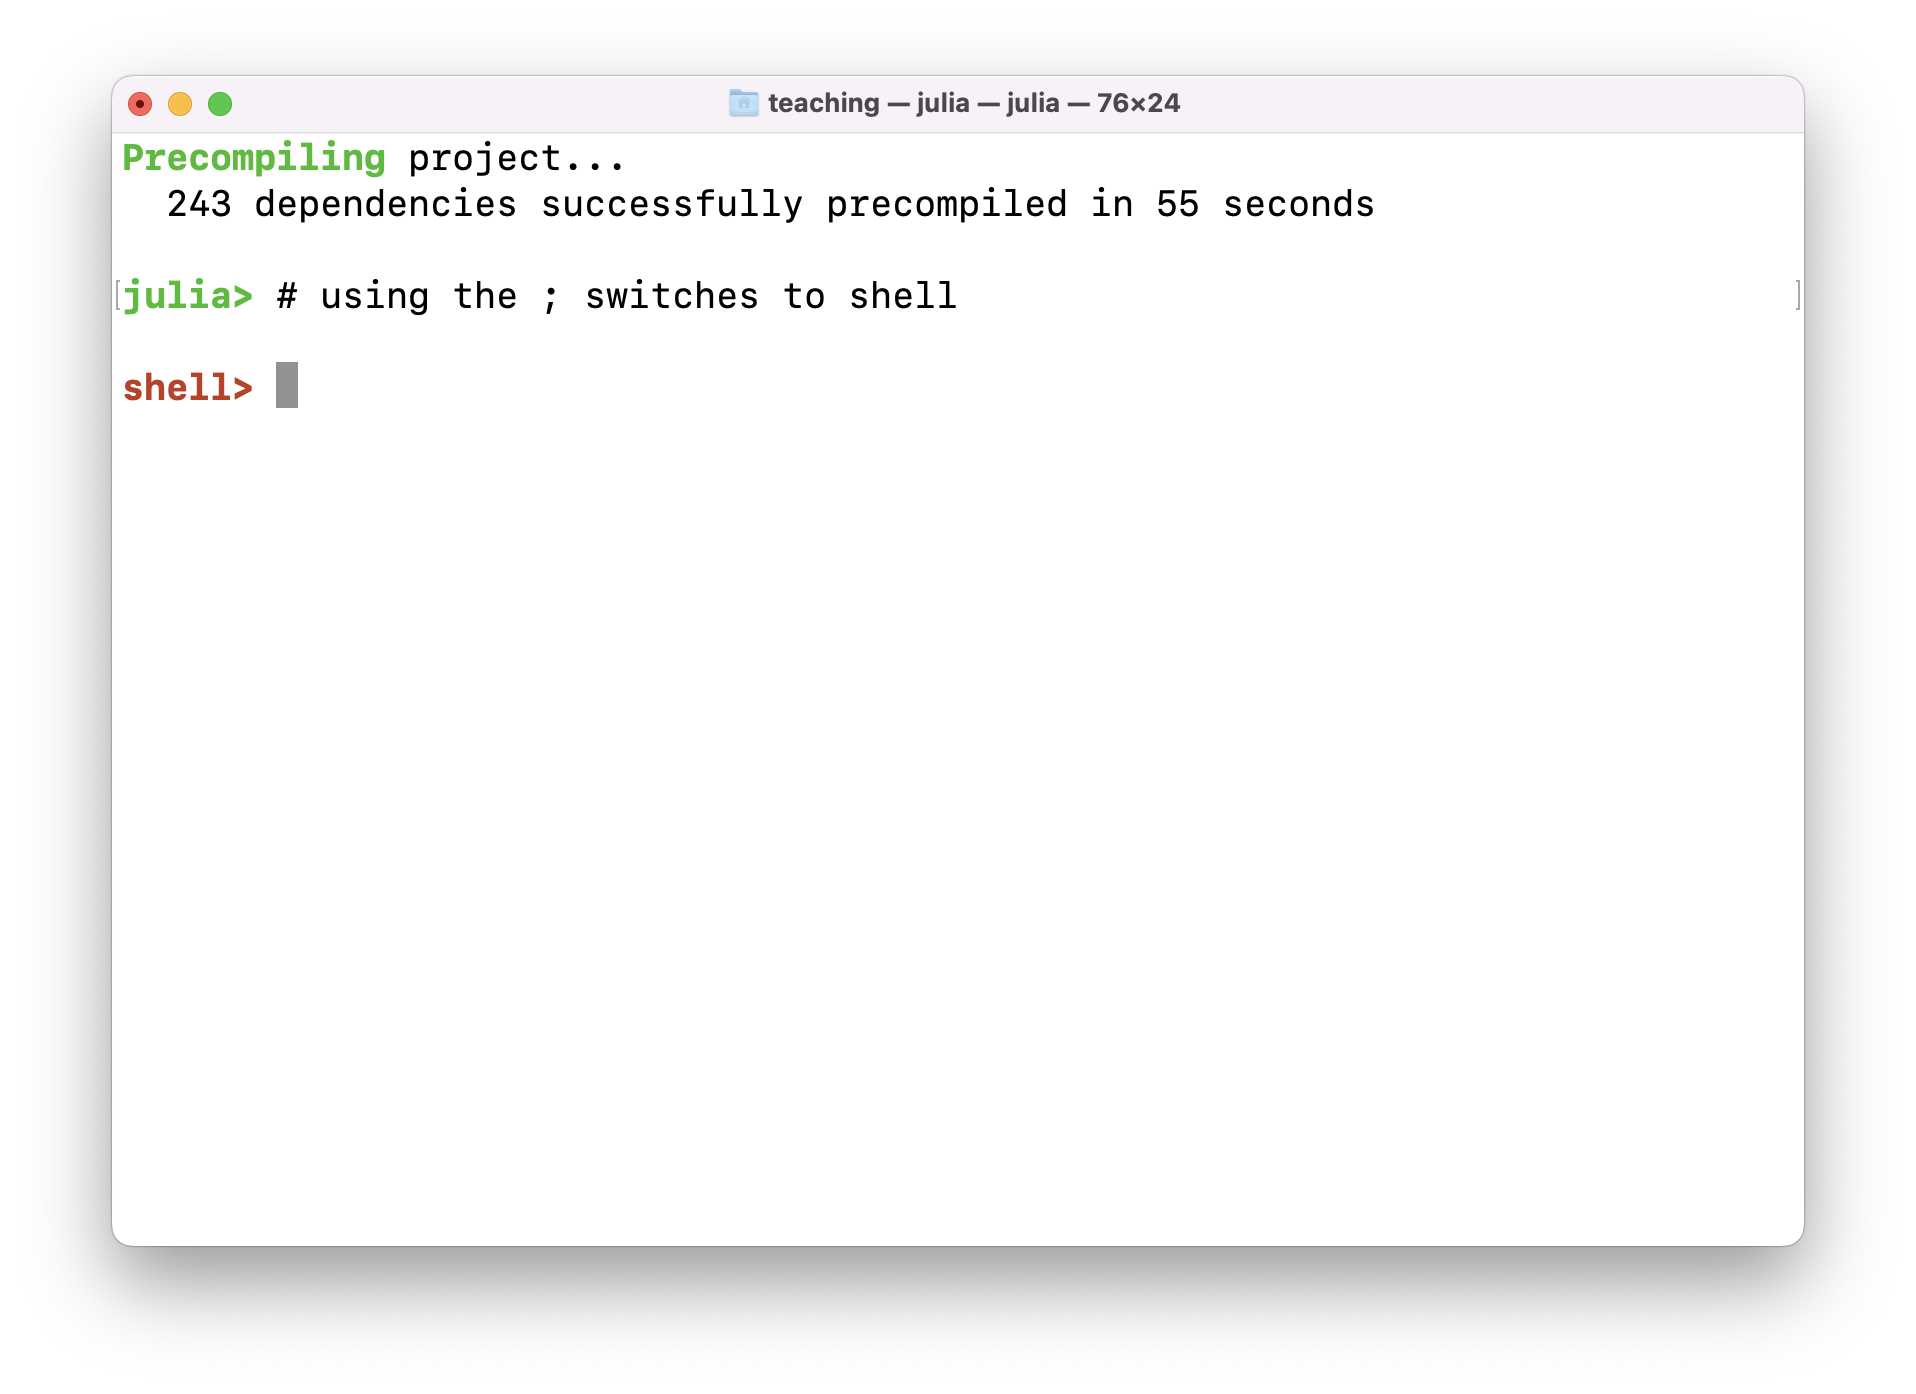 teaching — julia — julia — 76×24
Precompiling project...
  243 dependencies successfully precompiled in 55 seconds
julia> # using the ; switches to shell
shell>